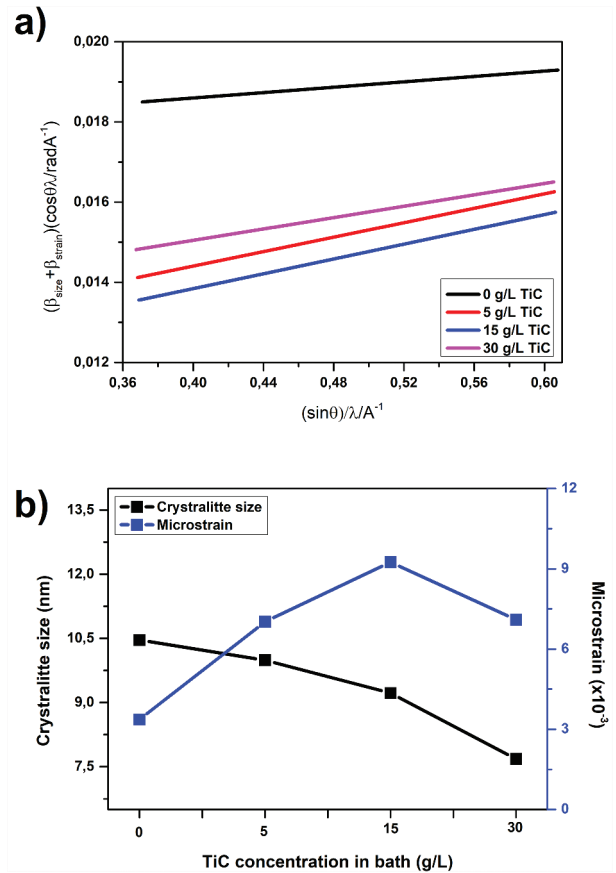 a)
0,020
0,018
0,016
0,014
0,012
(βsize+βstrain)(cosθλ/radA-1)
0 g/L TiC
5 g/L TiC
15 g/L TiC
30 g/L TiC
0,36 0,40 0,44 0,48 0,52 0,56 0,60
(sinθ)/λ/A-1
b)
Crystralitte size
Microstrain
13,5
12,0
10,5
9,0
7,5
Crystralitte size (nm)
12
9
6
3
0
Microstrain (x10-3)
0 5 15 30
TiC concentration in bath (g/L)